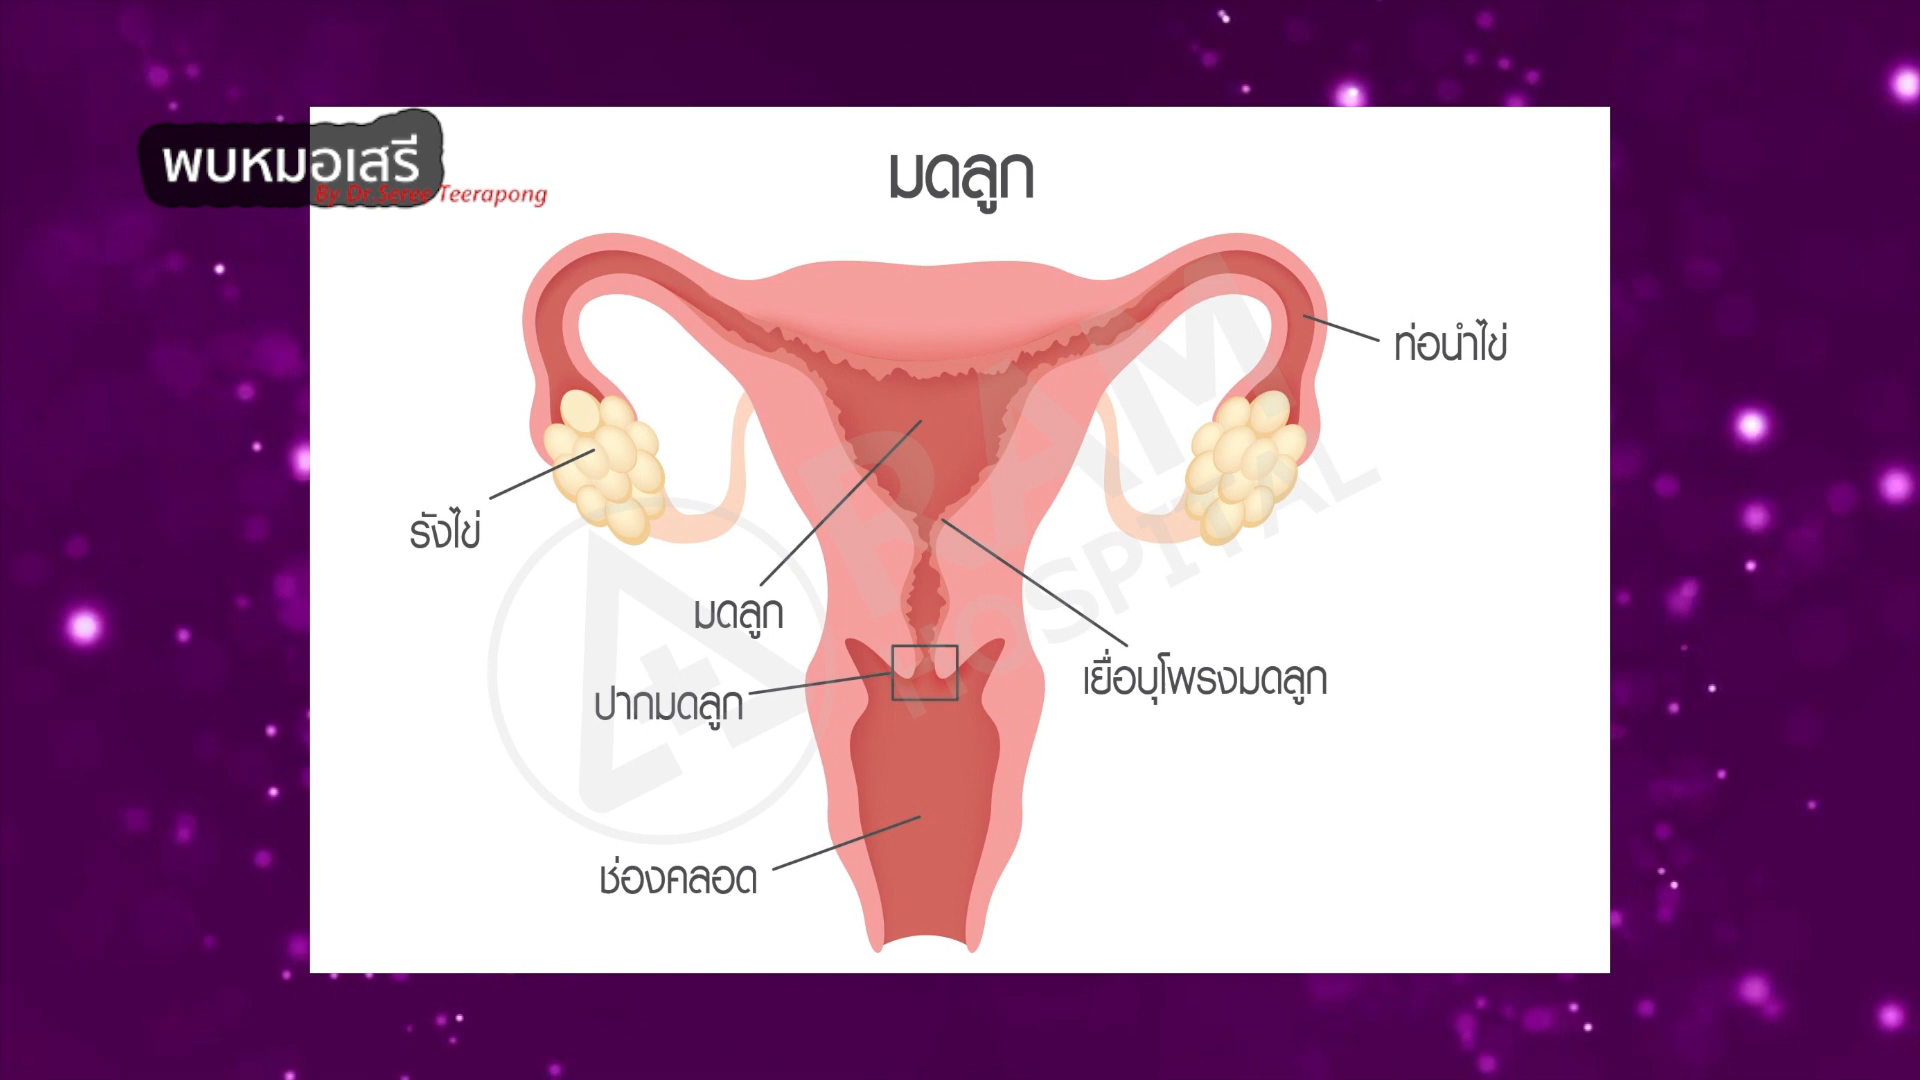 พบหมอเสรี
By Dr.Seree Teerapong
มดลูก
ท่อนำไข่
รังไข่
มดลูก
เยื่อบุโพรงมดลูก
ปากมดลูก
ช่องคลอด
RAM
HOSPITAL